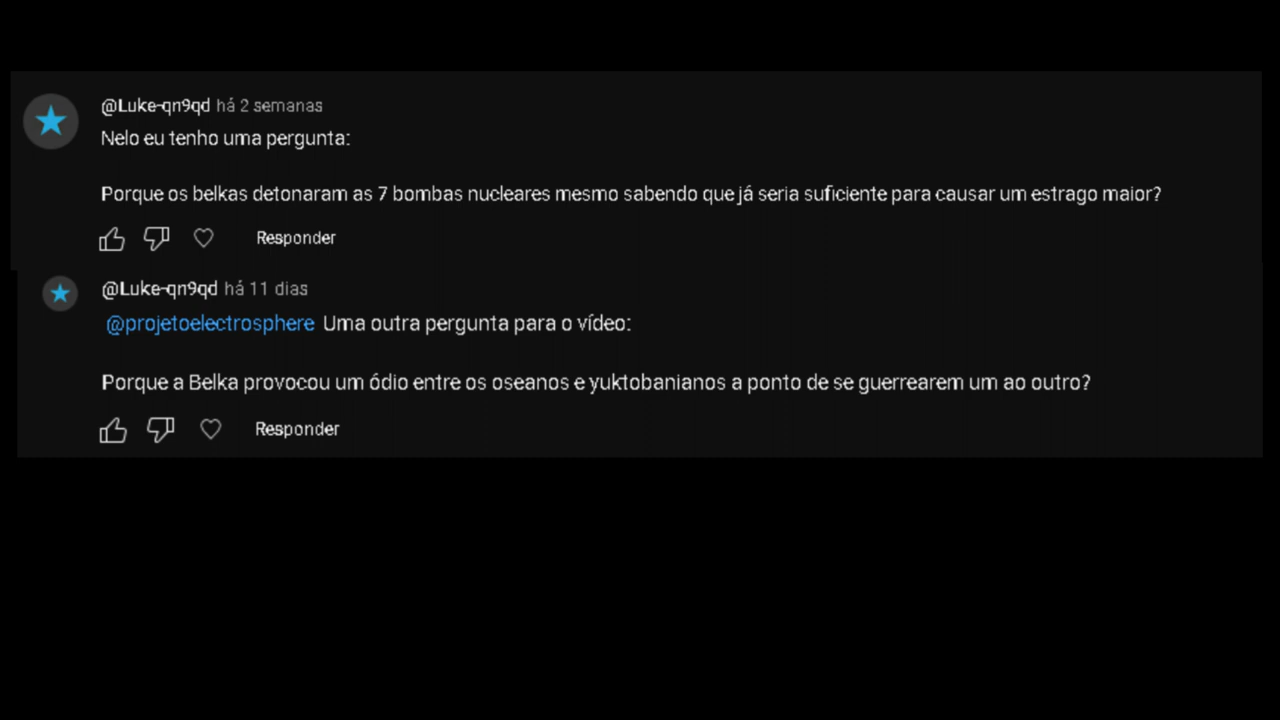 @Luke-qn9qd há 2 semanas
Nelo eu tenho uma pergunta:
Porque os belkas detonaram as 7 bombas nucleares mesmo sabendo que já seria suficiente para causar um estrago maior?
Responder
@Luke-qn9qd há 11 dias
@projetoelectrosphere Uma outra pergunta para o vídeo:
Porque a Belka provocou um ódio entre os oseanos e yuktobanianos a ponto de se guerrearem um ao outro?
Responder